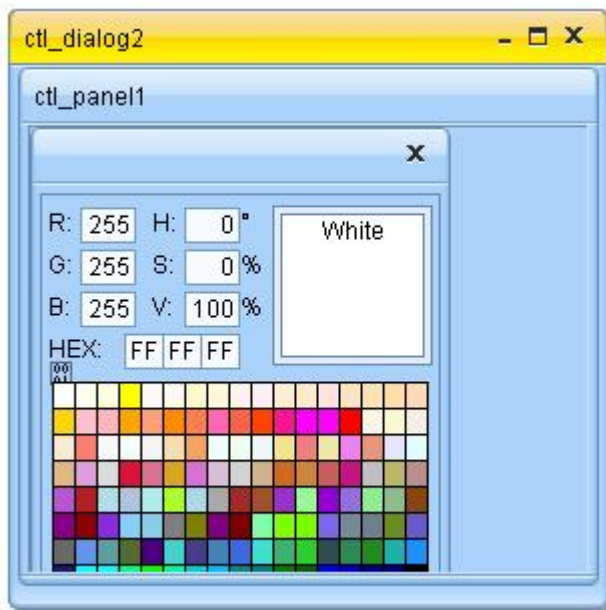 ctl_dialog2
ctl_panel1
R: 255 H: 0 °
White
G: 255 S: 0 %
B: 255 V: 100 %
HEX: FF FF FF